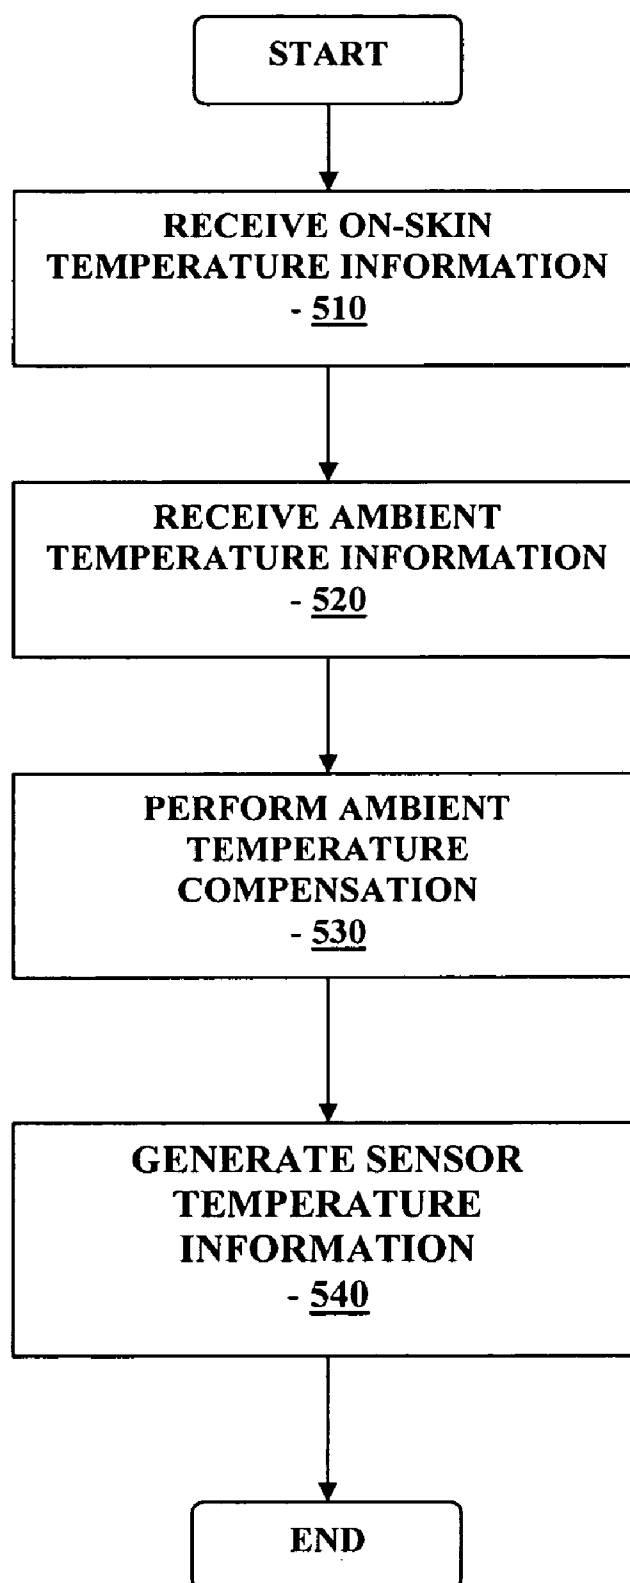 START
RECEIVE ON-SKIN
TEMPERATURE INFORMATION
- 510
RECEIVE AMBIENT
TEMPERATURE INFORMATION
- 520
PERFORM AMBIENT
TEMPERATURE
COMPENSATION
- 530
GENERATE SENSOR
TEMPERATURE
INFORMATION
- 540
END